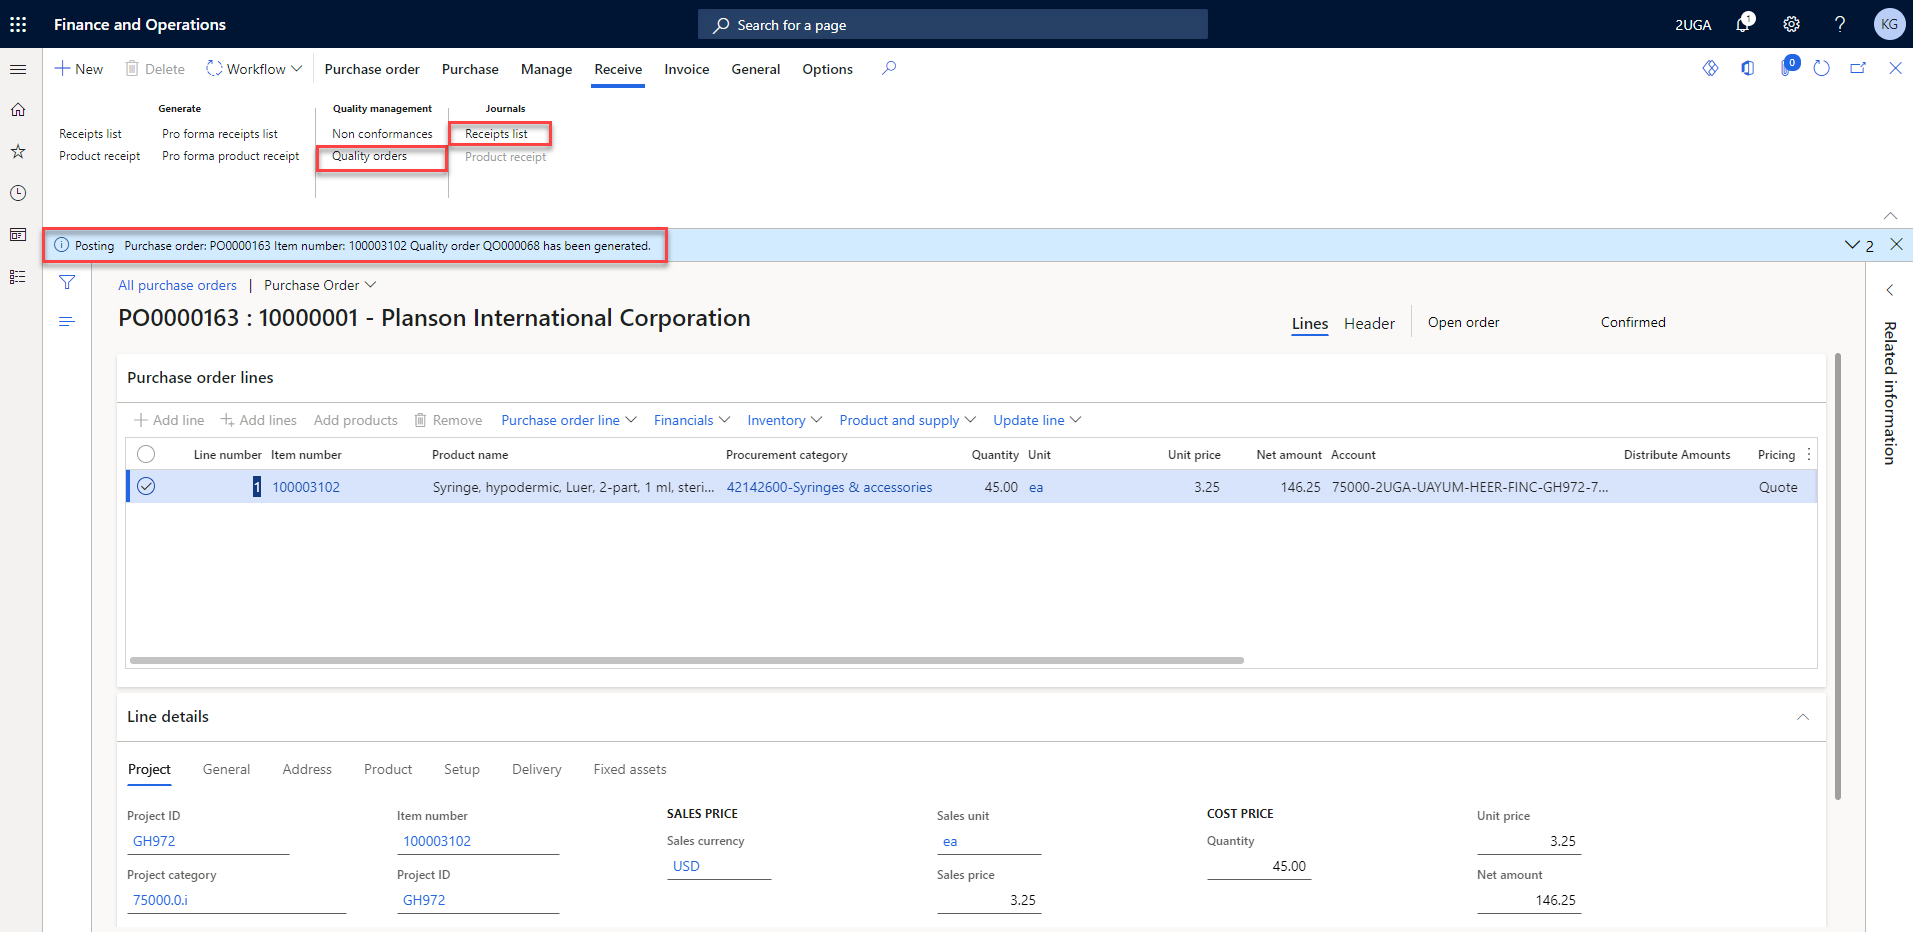 Finance and Operations
Search for a page
2UGA
1
KG
New
Delete
Workflow
Purchase order
Purchase
Manage
Receive
Invoice
General
Options
0
Generate
Receipts list
Pro forma receipts list
Product receipt
Pro forma product receipt
Quality management
Non conformances
Quality orders
Journals
Receipts list
Product receipt
Posting Purchase order: PO0000163 Item number: 100003102 Quality order QO000068 has been generated.
2
All purchase orders | Purchase Order
PO0000163 : 10000001 - Planson International Corporation
Lines
Header
Open order
Confirmed
Related information
Purchase order lines
Add line
Add lines
Add products
Remove
Purchase order line
Financials
Inventory
Product and supply
Update line
Line number Item number Product name Procurement category Quantity Unit Unit price Net amount Account Distribute Amounts Pricing
1 100003102 Syringe, hypodermic, Luer, 2-part, 1 ml, steri... 42142600-Syringes & accessories 45.00 ea 3.25 146.25 75000-2UGA-UAYUM-HEER-FINC-GH972-7... Quote
Line details
Project
General
Address
Product
Setup
Delivery
Fixed assets
Project ID
GH972
Project category
75000.0.i
Item number
100003102
Project ID
GH972
SALES PRICE
Sales currency
USD
Sales unit
ea
Sales price
3.25
COST PRICE
Quantity
45.00
Unit price
3.25
Net amount
146.25